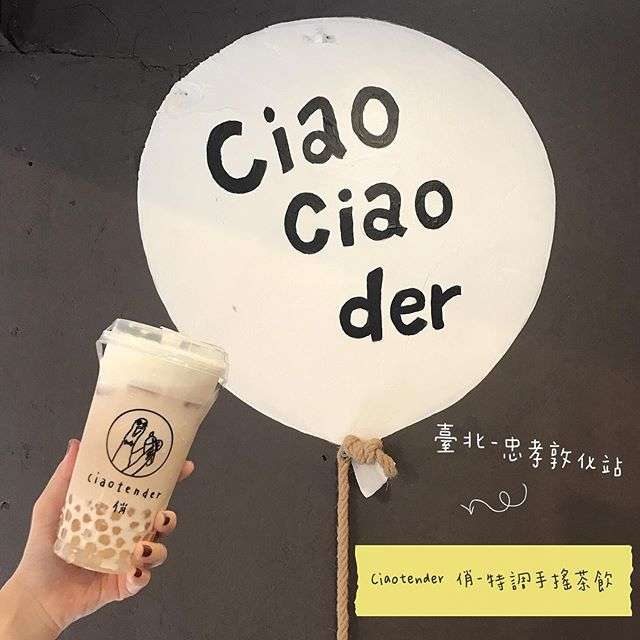 Ciao
Ciao
der
臺北-忠孝敦化站
ciaotender
俏
Ciaotender 俏-特調手搖茶飲